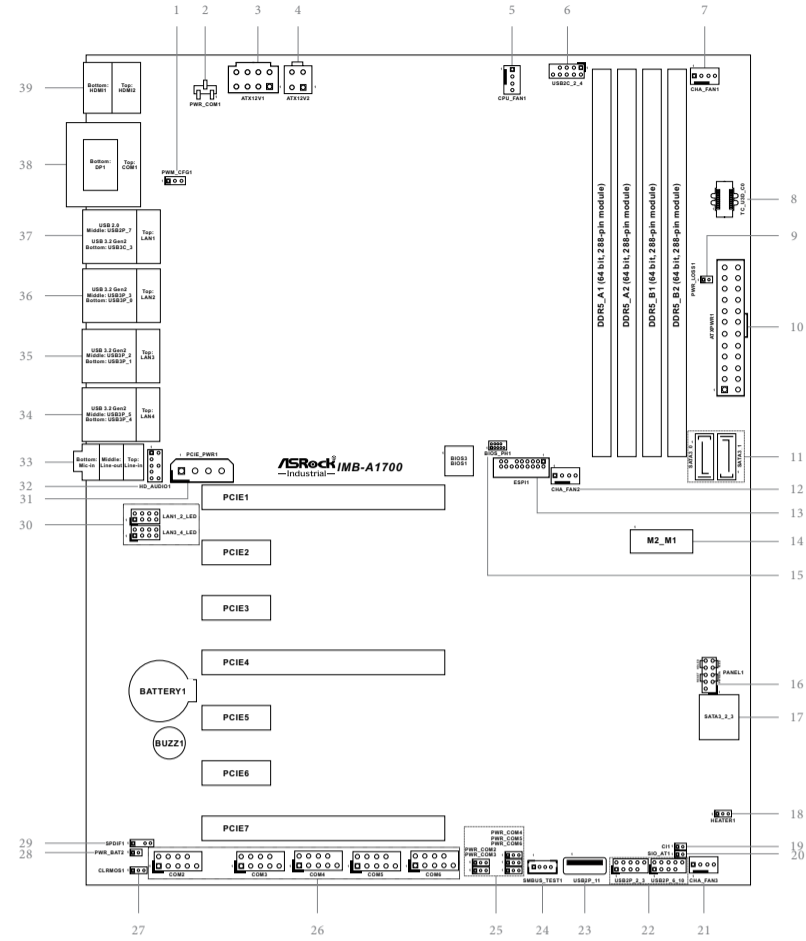 1 2 3 4 5 6 7
39
Bottom: HDMI1
Top: HDMI2
PWR_COM1
ATX12V1
ATX12V2
CPU_FAN1
USB2C_2_4
CHA_FAN1
38
Bottom: DP1
Top: COM1
PWM_CFG1
TC_USD_C0
8
37
USB 2.0
Middle: USB2P_7
USB 3.2 Gen2
Bottom: USB3C_3
Top: LAN1
9
PWR_LOSS1
36
USB 3.2 Gen2
Middle: USB3P_3
Bottom: USB3P_0
Top: LAN2
DDR5_A1 (64 bit, 288-pin module)
DDR5_A2 (64 bit, 288-pin module)
DDR5_B1 (64 bit, 288-pin module)
DDR5_B2 (64 bit, 288-pin module)
ATXPWR1
10
35
USB 3.2 Gen2
Middle: USB3P_2
Bottom: USB3P_1
Top: LAN3
34
USB 3.2 Gen2
Middle: USB3P_5
Bottom: USB3P_4
Top: LAN4
33
Bottom: Mic-in
Middle: Line-out
Top: Line-in
32
HD_AUDIO1
31
PCIE_PWR1
ASRock Industrial IMB-A1700
BIOS3
BIOS1
BIOS_PH1
ESPI1
CHA_FAN2
SATA3_0
SATA3_1
11
12
13
30
LAN1_2_LED
LAN3_4_LED
PCIE1
PCIE2
M2_M1
14
15
PCIE3
PCIE4
BATTERY1
PANEL1
16
PCIE5
SATA3_2_3
17
BUZZ1
PCIE6
HEATER1
18
PCIE7
29
SPDIF1
28
PWR_BAT2
CLRMOS1
COM2
COM3
COM4
COM5
COM6
PWR_COM4
PWR_COM5
PWR_COM6
PWR_COM2
PWR_COM3
SMBUS_TEST1
USB2P_11
USB2P_2_3
USB2P_6_10
CI1
SIO_AT1
CHA_FAN3
19
20
27 26 25 24 23 22 21